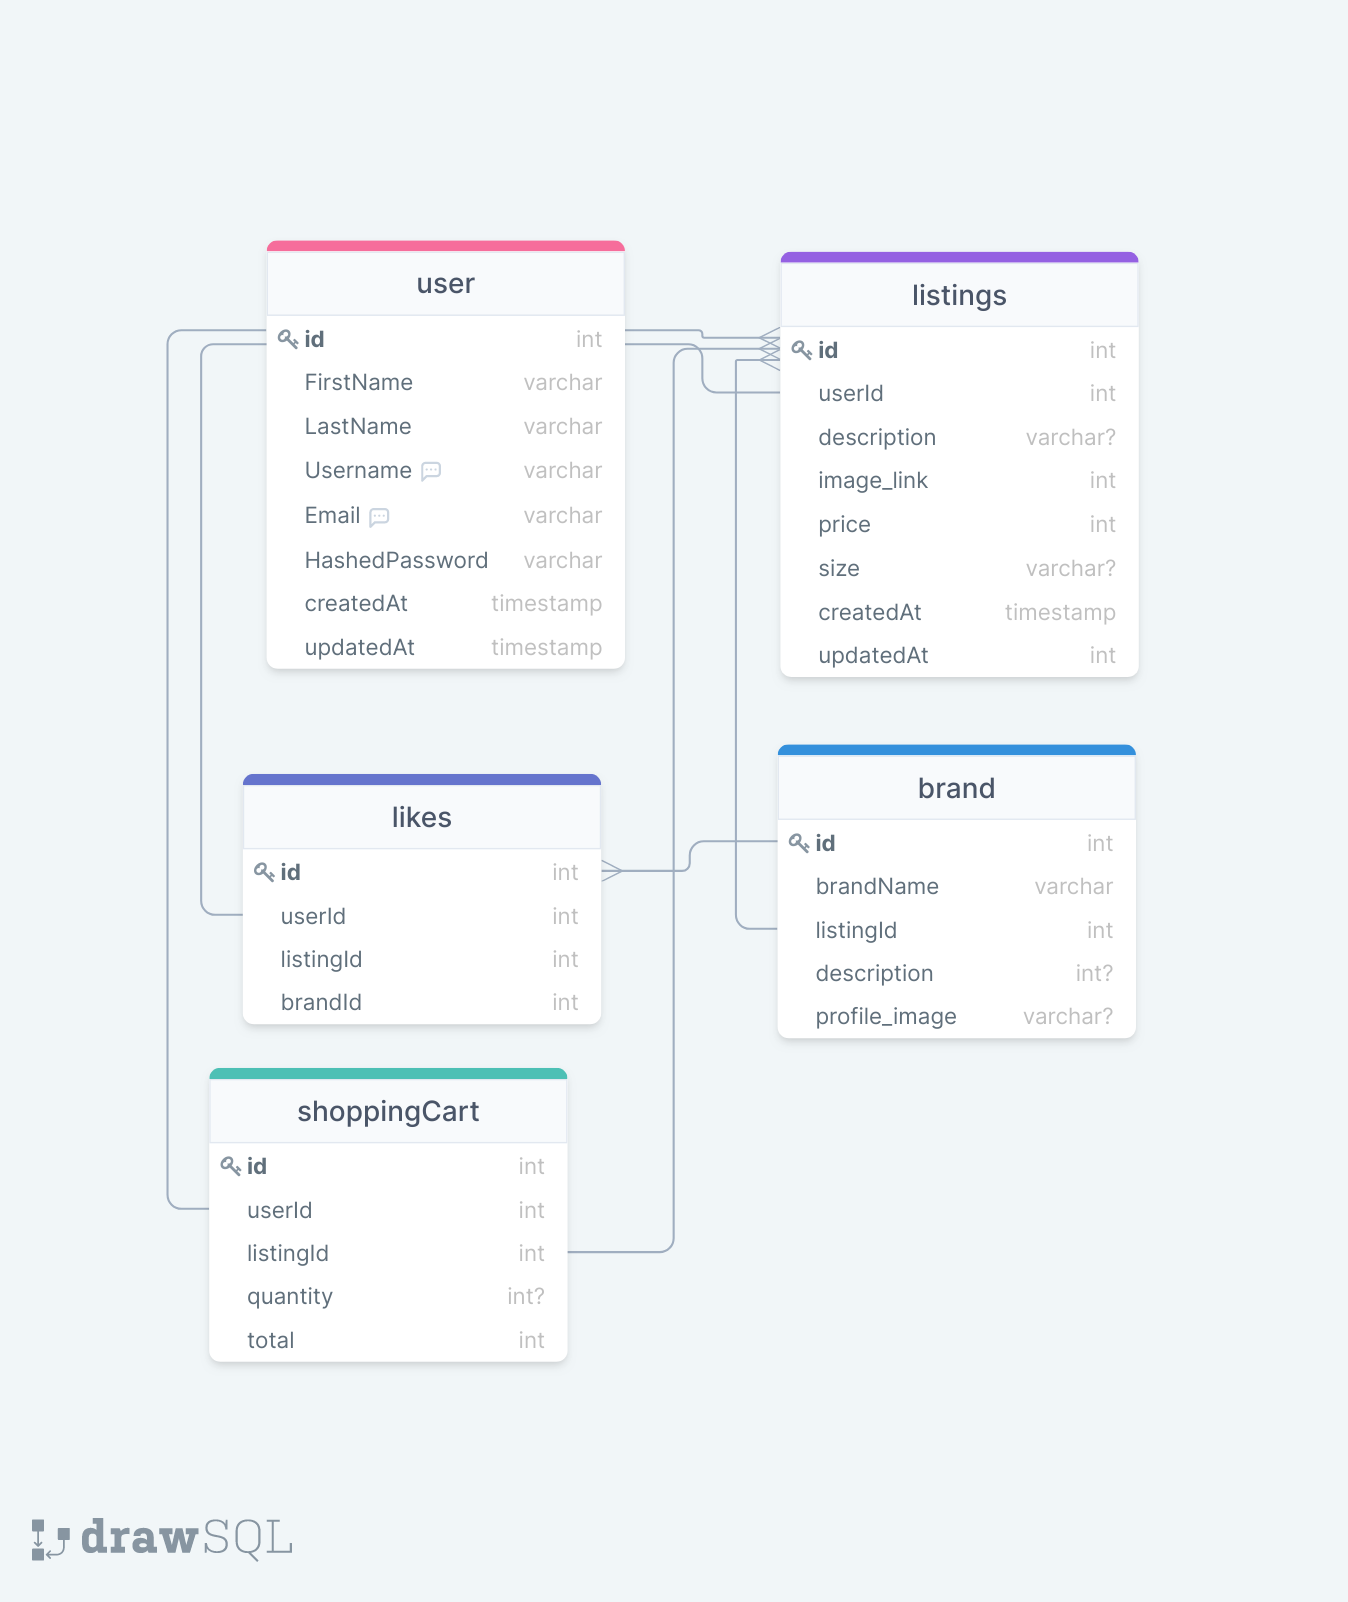 user
id int
FirstName varchar
LastName varchar
Username varchar
Email varchar
HashedPassword varchar
createdAt timestamp
updatedAt timestamp
listings
id int
userId int
description varchar?
image_link int
price int
size varchar?
createdAt timestamp
updatedAt int
likes
id int
userId int
listingId int
brandId int
brand
id int
brandName varchar
listingId int
description int?
profile_image varchar?
shoppingCart
id int
userId int
listingId int
quantity int?
total int
drawSQL